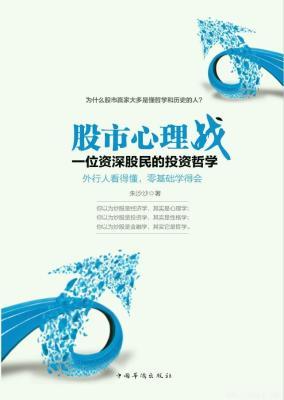 为什么股市赢家大多是懂哲学和历史的人？
股市心理战
一位资深股民的投资哲学
外行人看得懂，零基础学得会
朱沙沙◎著
你以为炒股是经济学，其实是心理学；
你以为炒股是投资学，其实是性格学；
你以为炒股是金融学，其实它是哲学。
中国华侨出版社